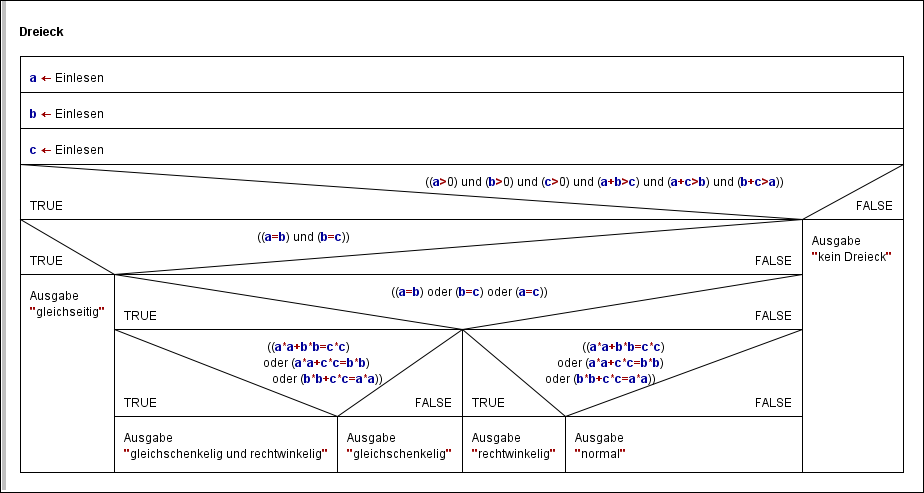 Dreieck
a ← Einlesen
b ← Einlesen
c ← Einlesen
((a>0) und (b>0) und (c>0) und (a+b>c) und (a+c>b) und (b+c>a))
TRUE
FALSE
((a=b) und (b=c))
TRUE
FALSE
Ausgabe
"kein Dreieck"
Ausgabe
"gleichseitig"
((a=b) oder (b=c) oder (a=c))
TRUE
FALSE
((a*a+b*b=c*c)
oder (a*a+c*c=b*b)
oder (b*b+c*c=a*a))
TRUE
FALSE
((a*a+b*b=c*c)
oder (a*a+c*c=b*b)
oder (b*b+c*c=a*a))
TRUE
FALSE
Ausgabe
"gleichschenkelig und rechtwinkelig"
Ausgabe
"gleichschenkelig"
Ausgabe
"rechtwinkelig"
Ausgabe
"normal"